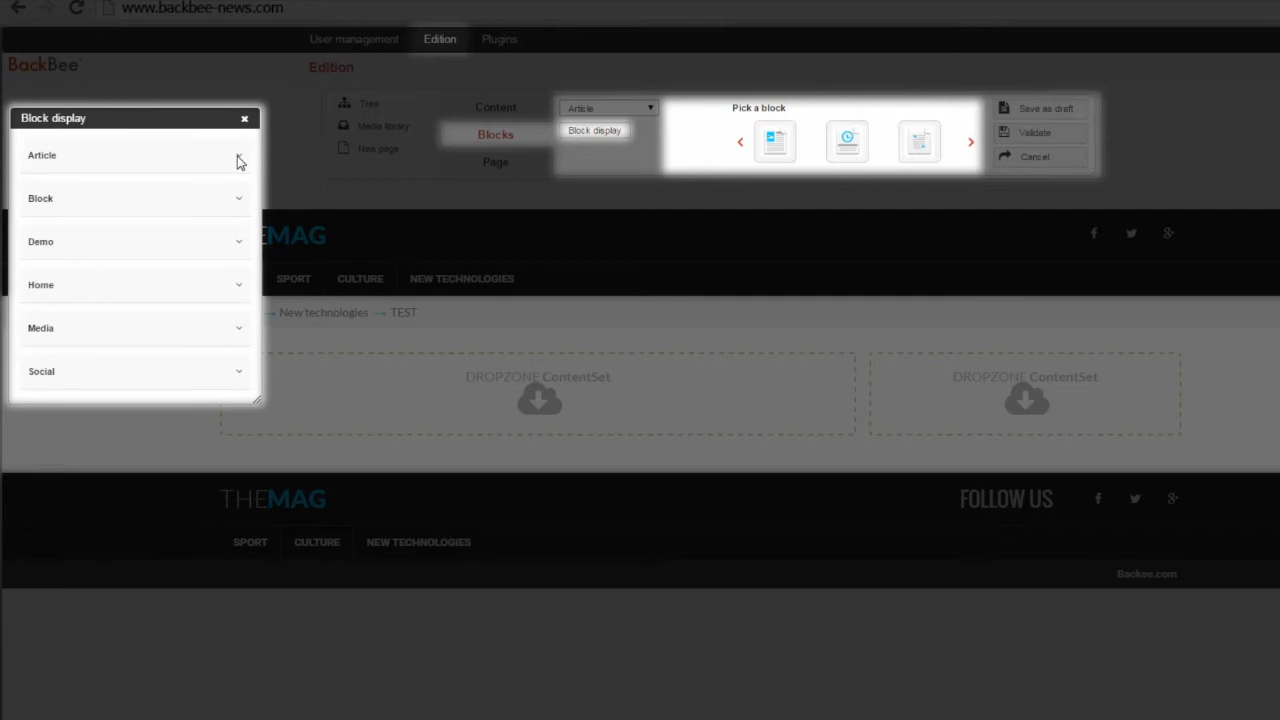 www.backbee-news.com
User management Edition Plugins
BackBee
Edition
Tree
Media library
New page
Content
Blocks
Page
Article
Block display
Pick a block
Save as draft
Validate
Cancel
Block display
Article
Block
Demo
Home
Media
Social
MAG
SPORT CULTURE NEW TECHNOLOGIES
→ New technologies → TEST
DROPZONE ContentSet
DROPZONE ContentSet
THEMAG
FOLLOW US
SPORT CULTURE NEW TECHNOLOGIES
Backee.com